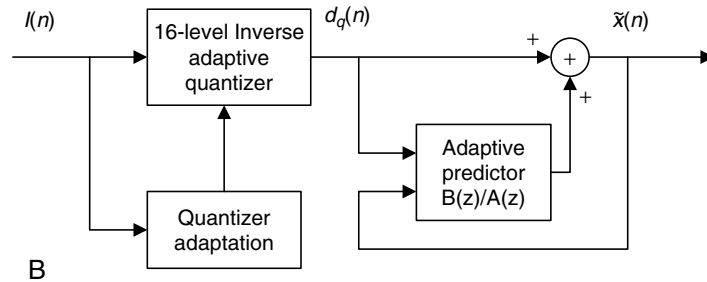 I(n)
16-level Inverse
adaptive
quantizer
d_q(n)
+
+
x̃(n)
+
Adaptive
predictor
B(z)/A(z)
Quantizer
adaptation
B